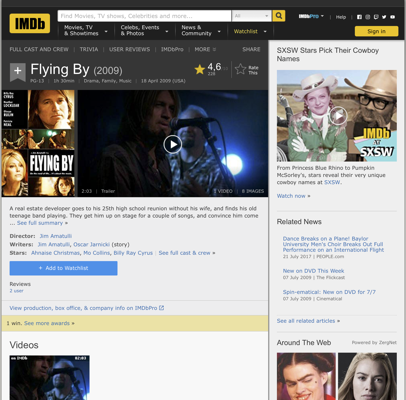 IMDb
Find Movies, TV shows, Celebrities and more...
All
IMDbPro
Help
Movies, TV & Showtimes
Celebs, Events & Photos
News & Community
Watchlist
Sign in
FULL CAST AND CREW | TRIVIA | USER REVIEWS | IMDbPro | MORE
SHARE
Flying By (2009)
PG-13 | 1h 30min | Drama, Family, Music | 18 April 2009 (USA)
4,6
Rate This
FLYING BY
2:03 | Trailer
1 VIDEO | 8 IMAGES
A real estate developer goes to his 25th high school reunion without his wife, and finds his old
teenage band playing. They get him up on stage for a couple of songs, and convince him come
... See full summary »
Director: Jim Amatulli
Writers: Jim Amatulli, Oscar Jarnicki (story)
Stars: Ahnaise Christmas, Mo Collins, Billy Ray Cyrus | See full cast & crew »
+ Add to Watchlist
Reviews
2 user
View production, box office, & company info on IMDbPro
1 win. See more awards »
Videos
02:03
SXSW Stars Pick Their Cowboy
Names
IMDb
AT
SXSW
From Princess Blue Rhino to Pumpkin
McSorley's, stars reveal their very unique
cowboy names at SXSW.
Watch now »
Related News
Dance Breaks on a Plane! Baylor
University Men's Choir Breaks Out Full
Performance on an International Flight
21 July 2017 | PEOPLE.com
New on DVD This Week
07 July 2009 | The Flickcast
Spin-ematical: New on DVD for 7/7
07 July 2009 | Cinematical
See all related articles »
Around The Web
Powered by ZergNet